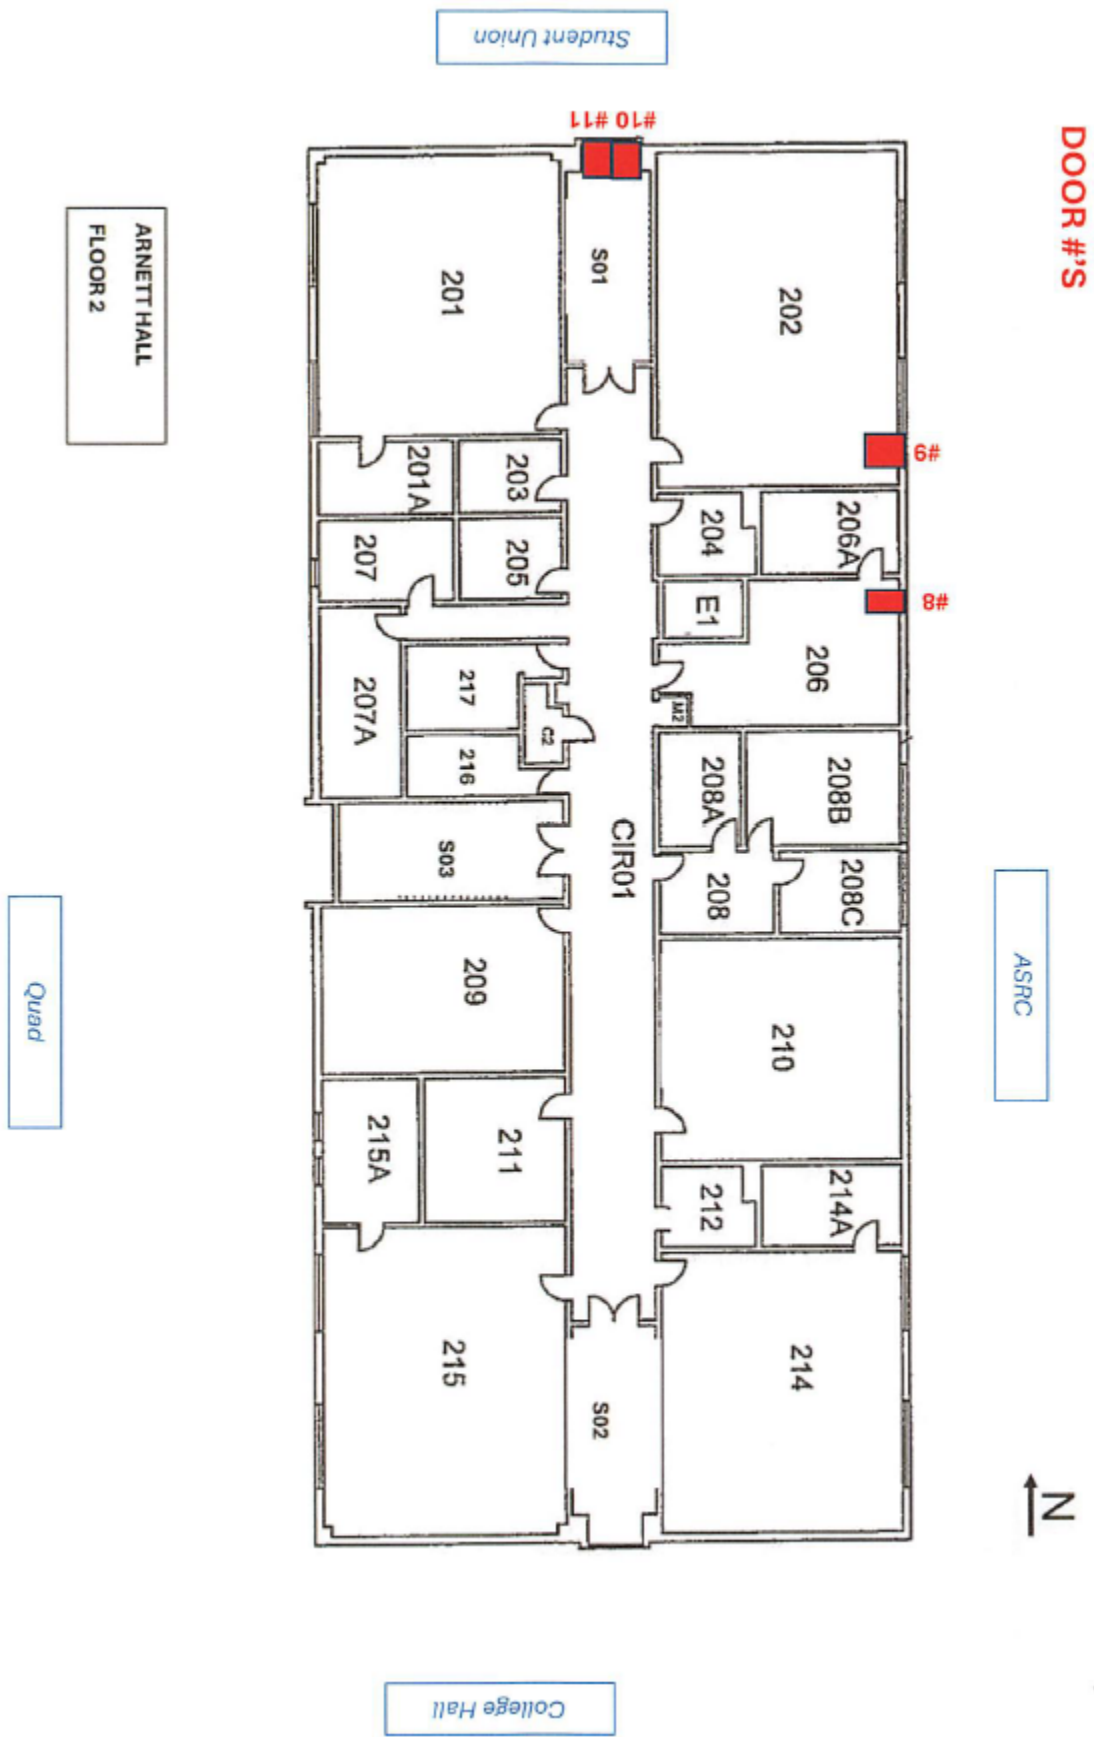 Student Union
#11 #10
DOOR #'S
ARNETT HALL
FLOOR 2
201
S01
202
#9
201A
203
204
206A
207
205
E1
#8
206
217
M2
C2
207A
216
208A
208B
S03
CIR01
208
208C
209
210
ASRC
Quad
215A
211
212
214A
215
S02
214
N
College Hall